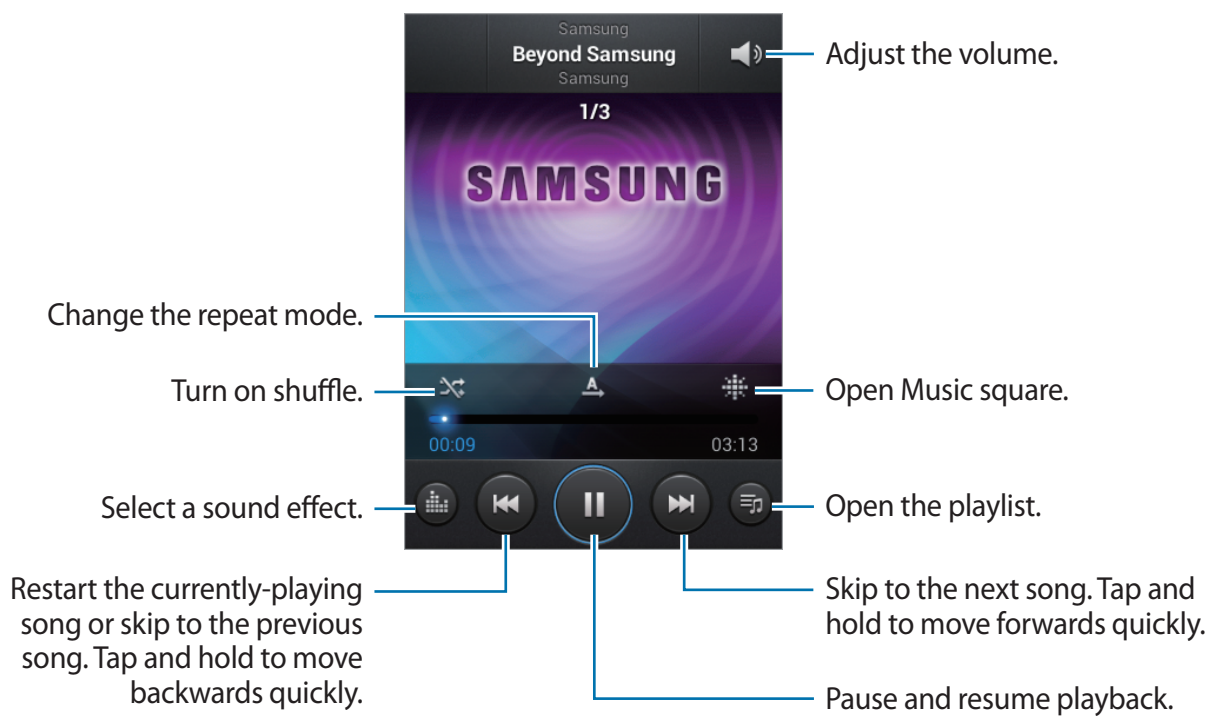 Samsung
Beyond Samsung
Samsung
Adjust the volume.
1/3
SAMSUNG
Change the repeat mode.
A
Turn on shuffle.
Open Music square.
00:09
03:13
Select a sound effect.
Open the playlist.
Restart the currently-playing
song or skip to the previous
song. Tap and hold to move
backwards quickly.
Skip to the next song. Tap and
hold to move forwards quickly.
Pause and resume playback.